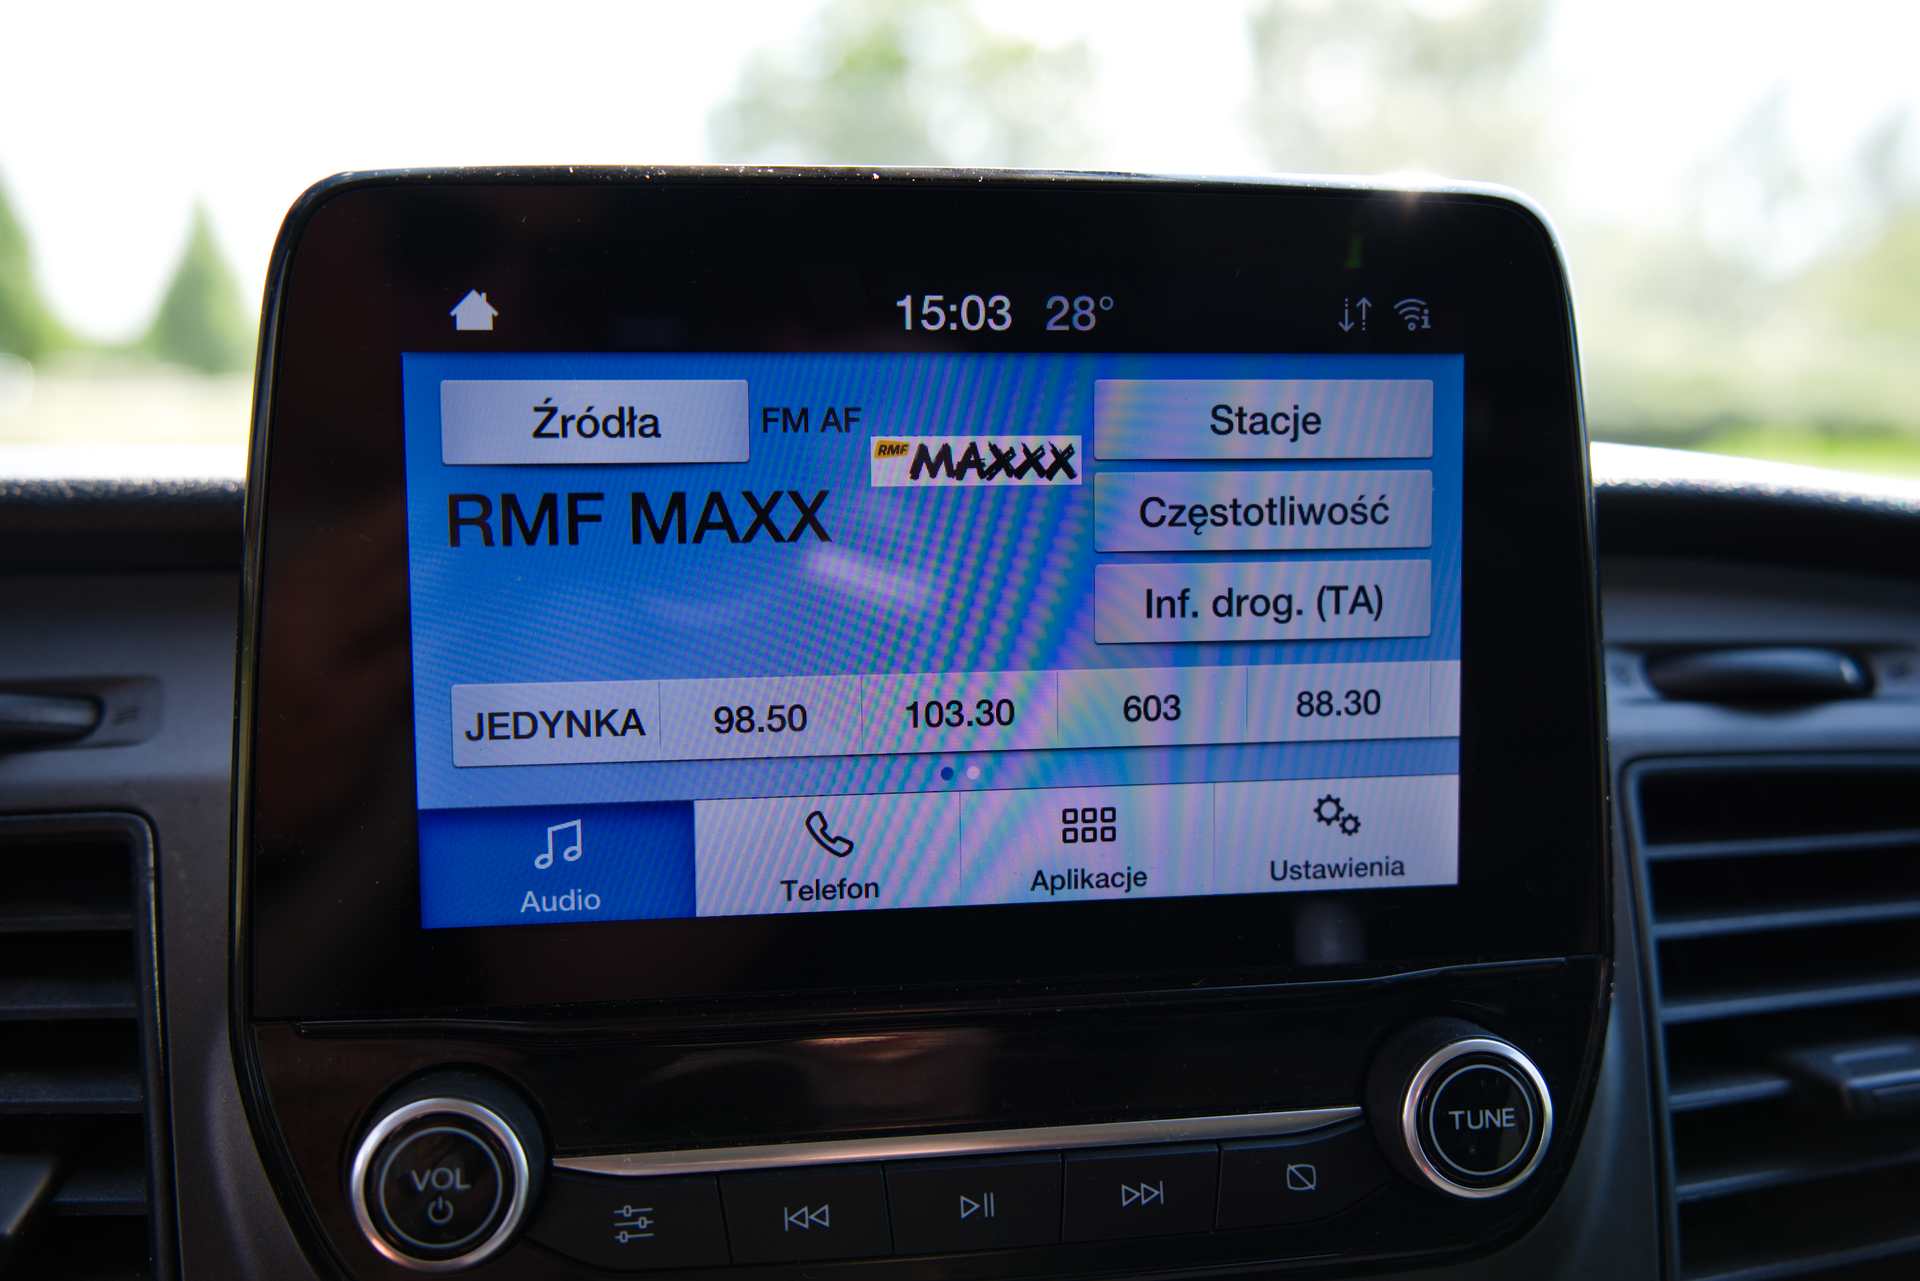 15:03 28°
Źródła
FM AF
RMF MAXXX
Stacje
RMF MAXX
Częstotliwość
Inf. drog. (TA)
JEDYNKA 98.50 103.30 603 88.30
Audio Telefon Aplikacje Ustawienia
VOL
TUNE